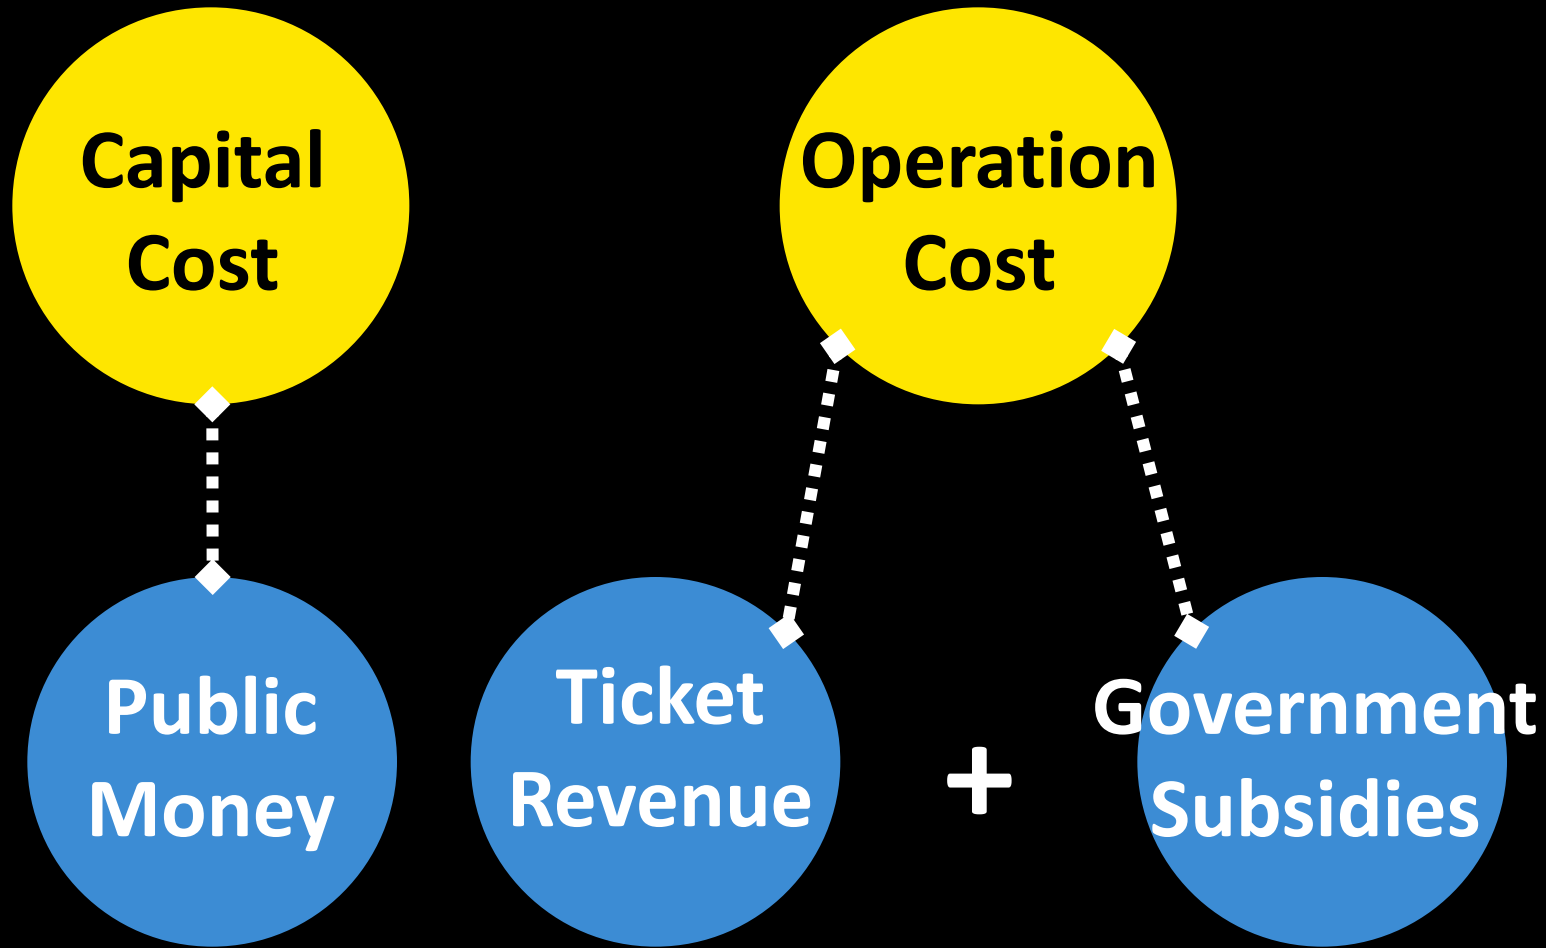 Capital
Cost
Operation
Cost
Public
Money
Ticket
Revenue
+
Government
Subsidies